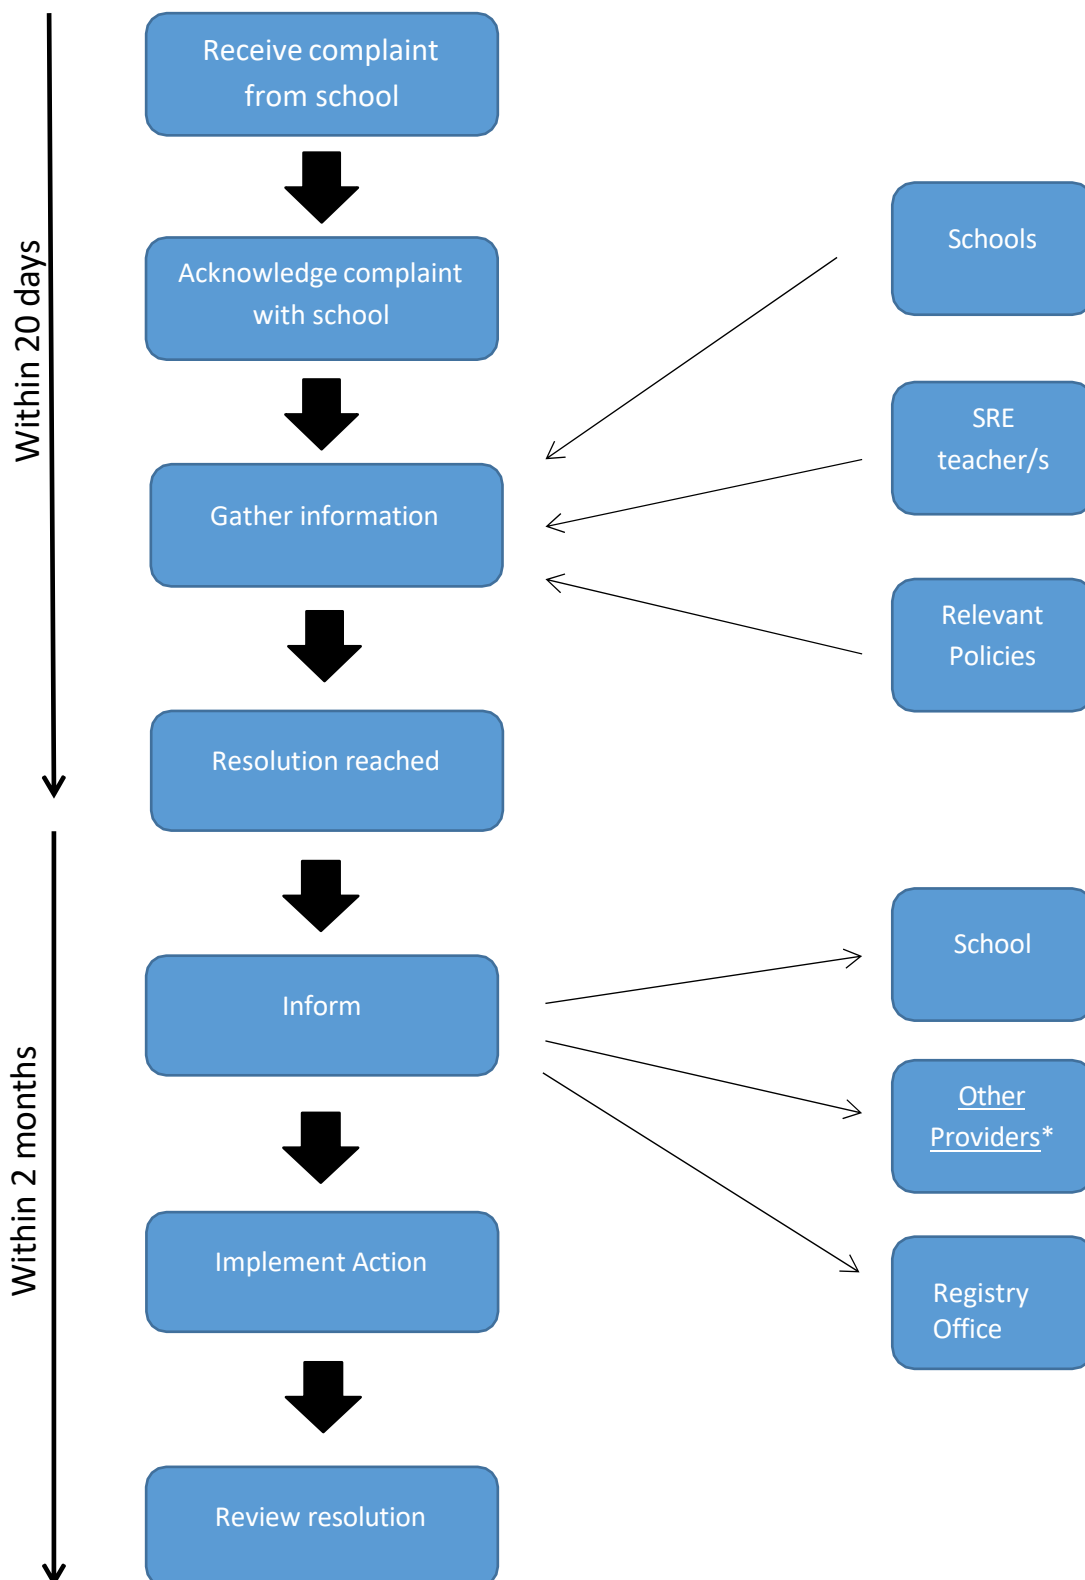 Receive complaint
from school
Within 20 days
Acknowledge complaint
with school
Schools
Gather information
SRE
teacher/s
Relevant
Policies
Resolution reached
Within 2 months
Inform
School
Other
Providers*
Implement Action
Registry
Office
Review resolution